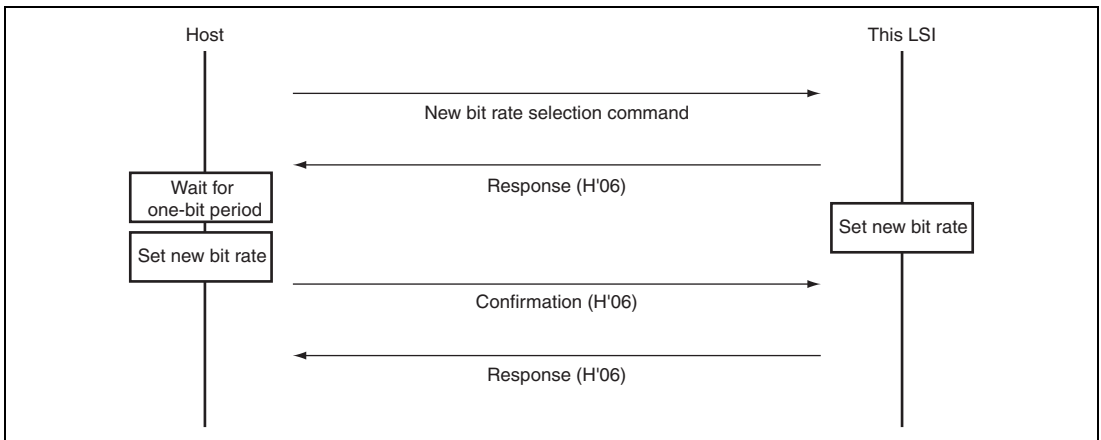 Host
This LSI
New bit rate selection command
Response (H'06)
Wait for
one-bit period
Set new bit rate
Set new bit rate
Confirmation (H'06)
Response (H'06)